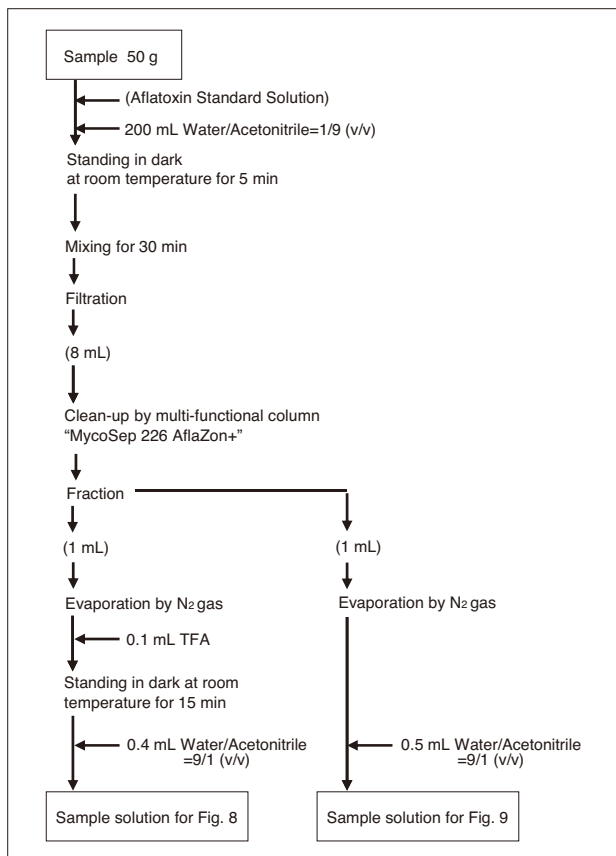 Sample 50 g
(Aflatoxin Standard Solution)
200 mL Water/Acetonitrile=1/9 (v/v)
Standing in dark
at room temperature for 5 min
Mixing for 30 min
Filtration
(8 mL)
Clean-up by multi-functional column
“MycoSep 226 AflaZon+”
Fraction
(1 mL)
Evaporation by N2 gas
0.1 mL TFA
Standing in dark at room
temperature for 15 min
0.4 mL Water/Acetonitrile
=9/1 (v/v)
Sample solution for Fig. 8
(1 mL)
Evaporation by N2 gas
0.5 mL Water/Acetonitrile
=9/1 (v/v)
Sample solution for Fig. 9